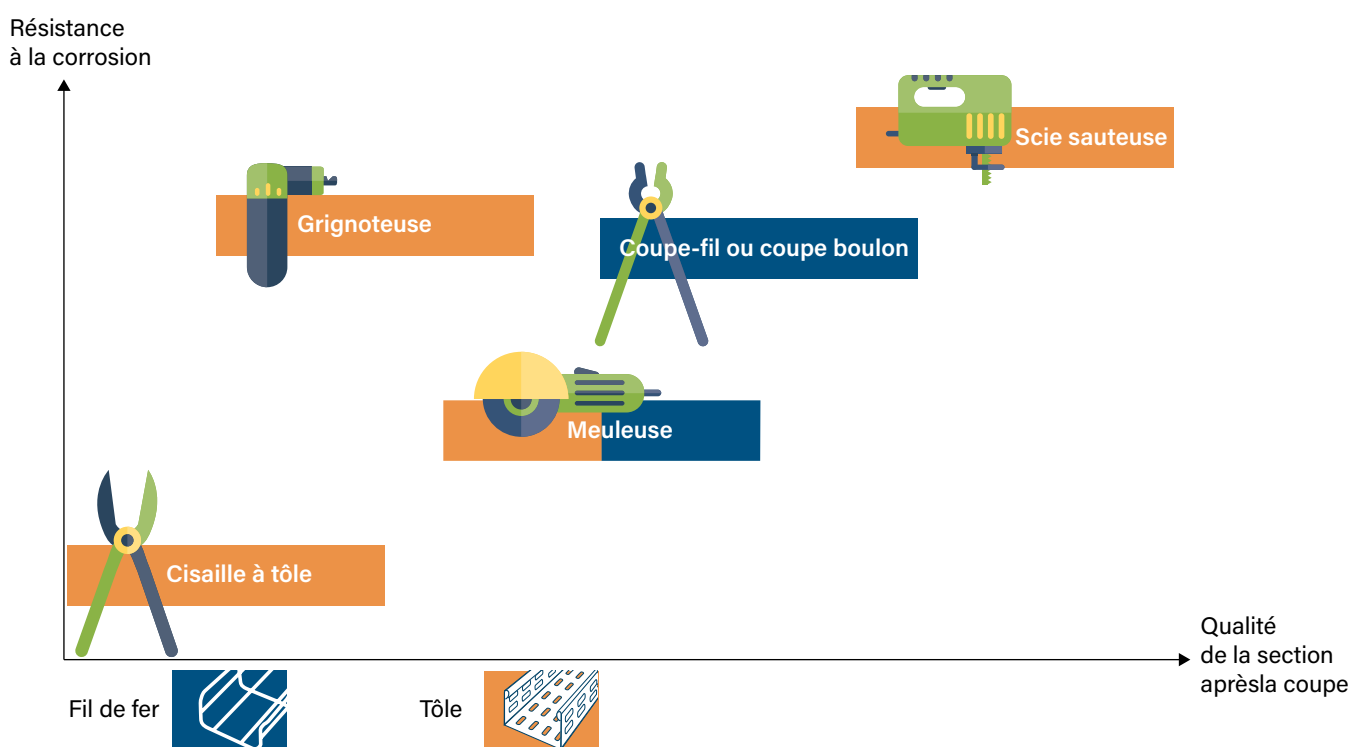 Résistance
à la corrosion
Scie sauteuse
Grignoteuse
Coupe-fil ou coupe boulon
Meuleuse
Cisaille à tôle
Qualité
de la section
aprèsla coupe
Fil de fer
Tôle